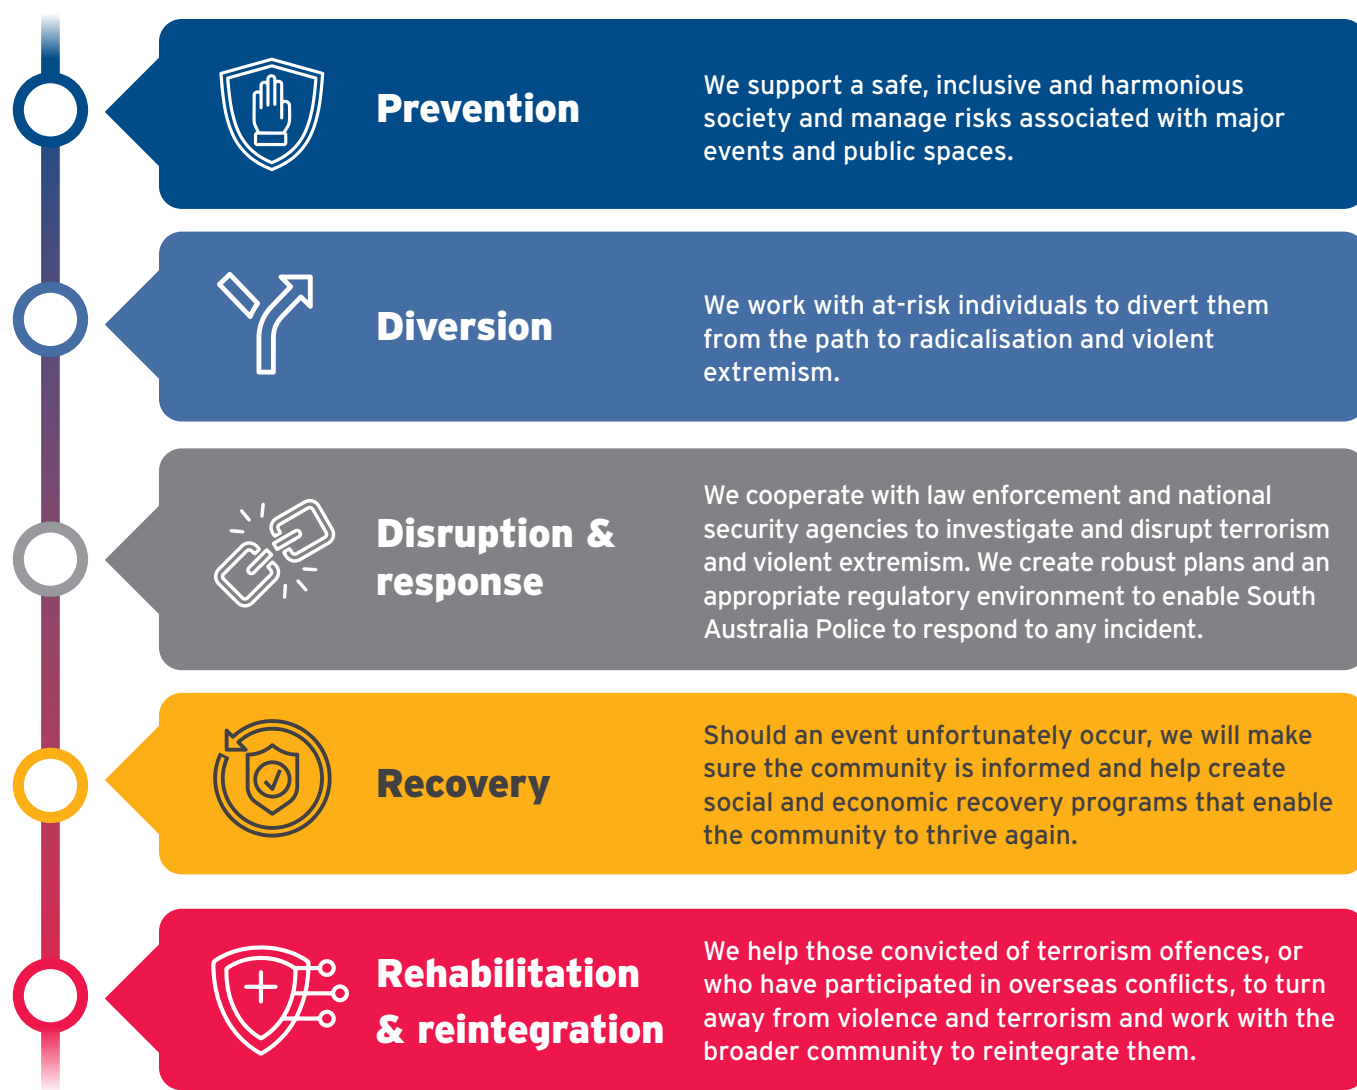 Prevention
We support a safe, inclusive and harmonious
society and manage risks associated with major
events and public spaces.
Diversion
We work with at-risk individuals to divert them
from the path to radicalisation and violent
extremism.
Disruption &
response
We cooperate with law enforcement and national
security agencies to investigate and disrupt terrorism
and violent extremism. We create robust plans and an
appropriate regulatory environment to enable South
Australia Police to respond to any incident.
Recovery
Should an event unfortunately occur, we will make
sure the community is informed and help create
social and economic recovery programs that enable
the community to thrive again.
Rehabilitation
& reintegration
We help those convicted of terrorism offences, or
who have participated in overseas conflicts, to turn
away from violence and terrorism and work with the
broader community to reintegrate them.